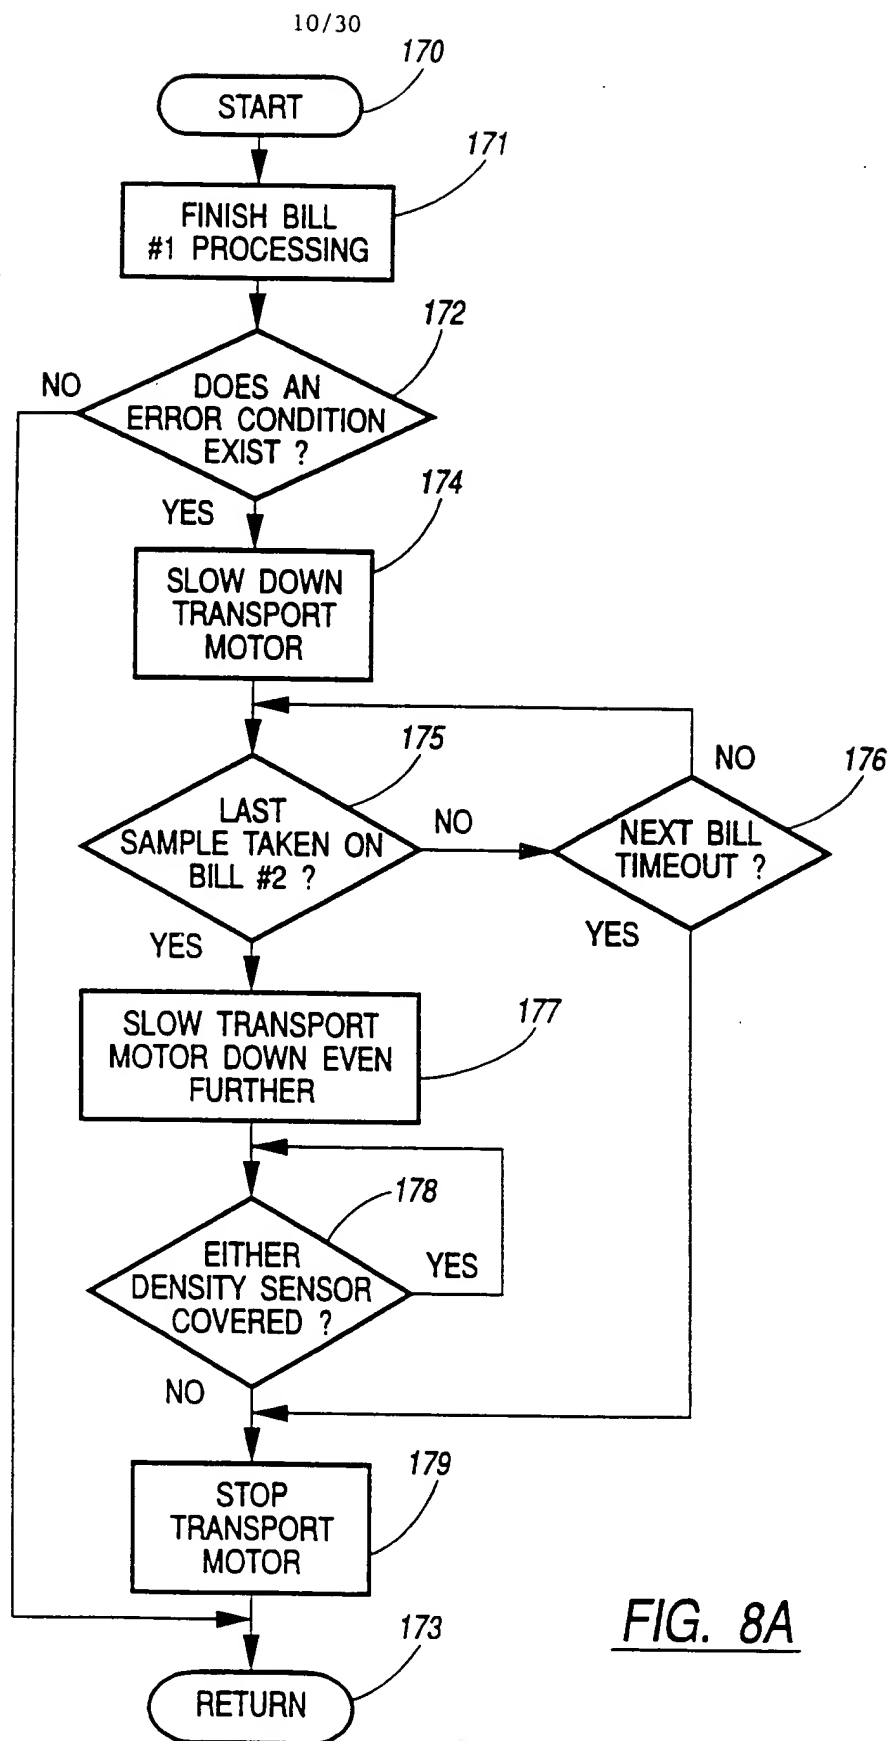 10/30
170
START
171
FINISH BILL
#1 PROCESSING
172
NO
DOES AN
ERROR CONDITION
EXIST ?
YES
174
SLOW DOWN
TRANSPORT
MOTOR
175
NO
176
LAST
SAMPLE TAKEN ON
BILL #2 ?
NO
NEXT BILL
TIMEOUT ?
YES
YES
177
SLOW TRANSPORT
MOTOR DOWN EVEN
FURTHER
178
EITHER
DENSITY SENSOR
COVERED ?
YES
NO
179
STOP
TRANSPORT
MOTOR
173
RETURN
FIG. 8A